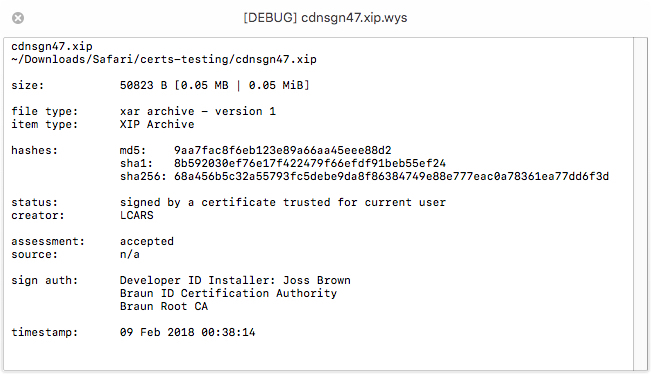 [DEBUG] cdnsgn47.xip.wys
cdnsgn47.xip
~/Downloads/Safari/certs-testing/cdnsgn47.xip
size: 50823 B [0.05 MB | 0.05 MiB]
file type: xar archive – version 1
item type: XIP Archive
hashes: md5: 9aa7fac8f6eb123e89a66aa45eee88d2
sha1: 8b592030ef76e17f422479f66efdf91beb55ef24
sha256: 68a456b5c32a55793fc5debe9da8f86384749e88e777eac0a78361ea77dd6f3d
status: signed by a certificate trusted for current user
creator: LCARS
assessment: accepted
source: n/a
sign auth: Developer ID Installer: Joss Brown
Braun ID Certification Authority
Braun Root CA
timestamp: 09 Feb 2018 00:38:14